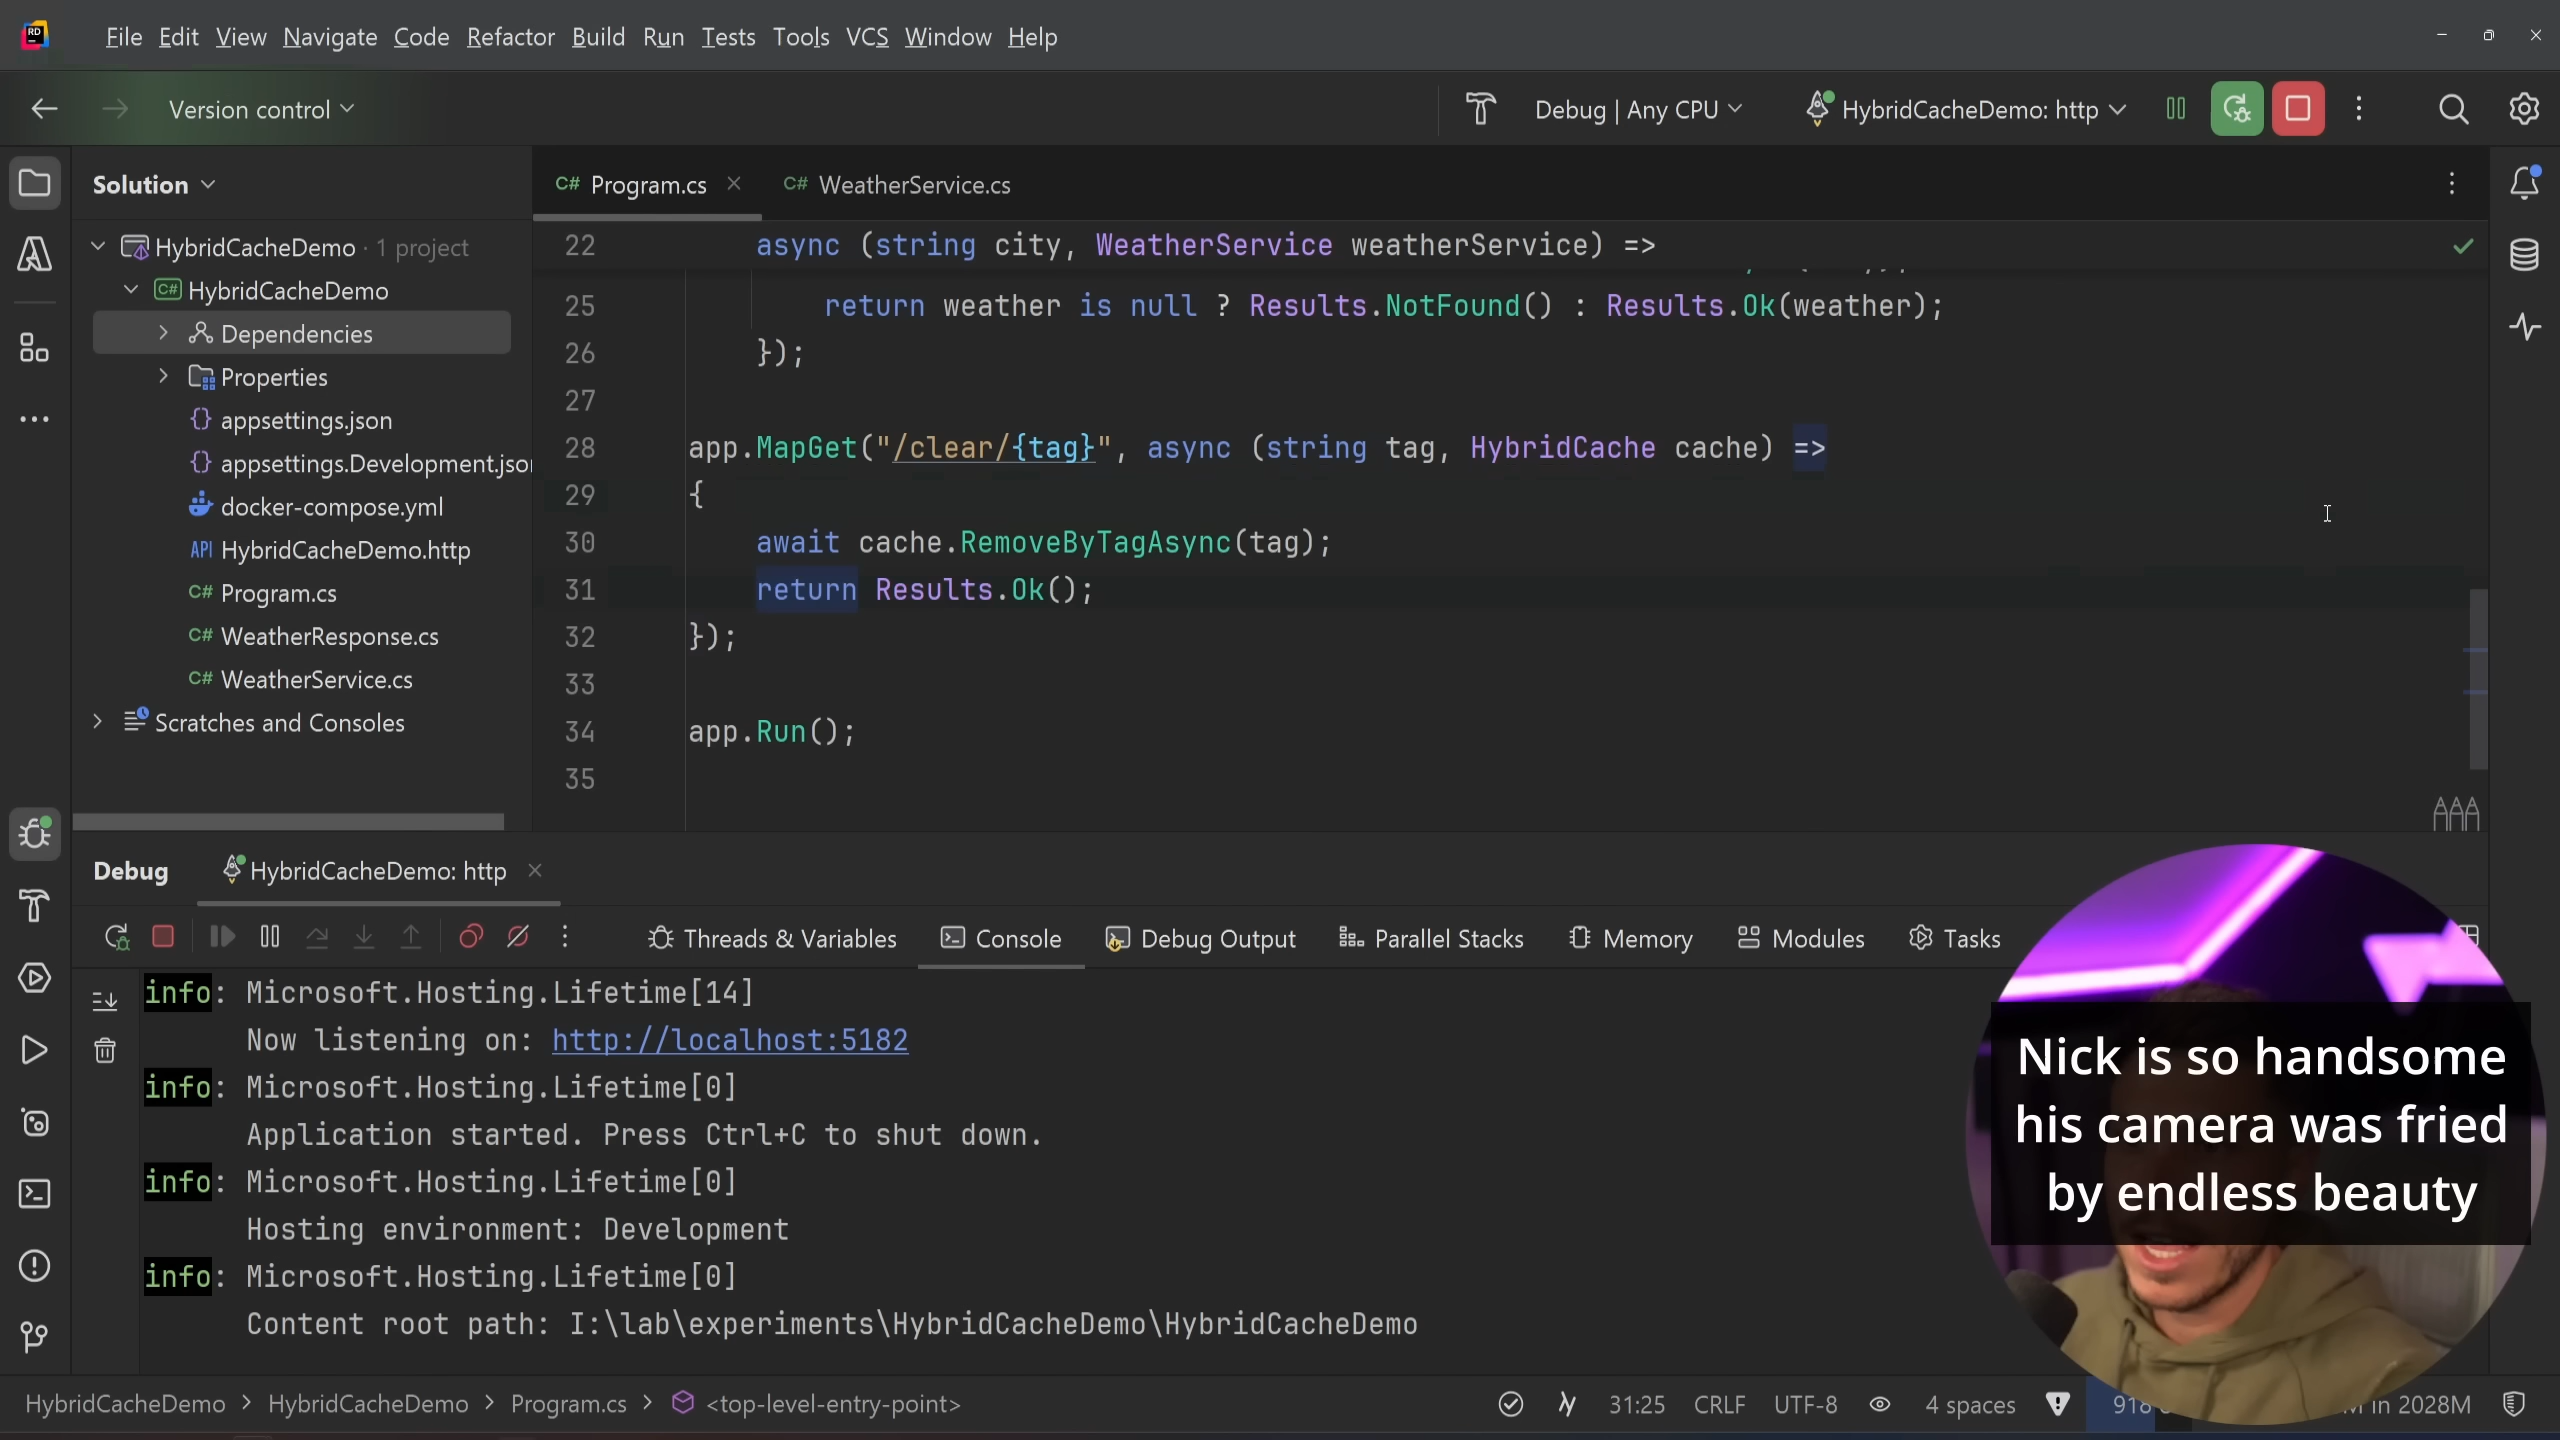 RD File Edit View Navigate Code Refactor Build Run Tests Tools VCS Window Help
Version control Debug | Any CPU HybridCacheDemo: http
Solution
HybridCacheDemo · 1 project
C# HybridCacheDemo
Dependencies
Properties
{} appsettings.json
{} appsettings.Development.jso
docker-compose.yml
API HybridCacheDemo.http
C# Program.cs
C# WeatherResponse.cs
C# WeatherService.cs
Scratches and Consoles
C# Program.cs C# WeatherService.cs
22 async (string city, WeatherService weatherService) =>
25 return weather is null ? Results.NotFound() : Results.Ok(weather);
26 });
27
28 app.MapGet("/clear/{tag}", async (string tag, HybridCache cache) =>
29 {
30 await cache.RemoveByTagAsync(tag);
31 return Results.Ok();
32 });
33
34 app.Run();
35
Debug HybridCacheDemo: http
Threads & Variables Console Debug Output Parallel Stacks Memory Modules Tasks
info: Microsoft.Hosting.Lifetime[14]
Now listening on: http://localhost:5182
info: Microsoft.Hosting.Lifetime[0]
Application started. Press Ctrl+C to shut down.
info: Microsoft.Hosting.Lifetime[0]
Hosting environment: Development
info: Microsoft.Hosting.Lifetime[0]
Content root path: I:\lab\experiments\HybridCacheDemo\HybridCacheDemo
Nick is so handsome
his camera was fried
by endless beauty
HybridCacheDemo > HybridCacheDemo > Program.cs > <top-level-entry-point> 31:25 CRLF UTF-8 4 spaces 918 in 2028M